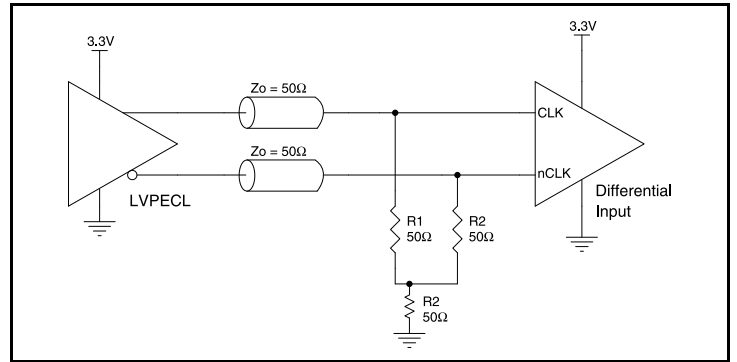 3.3V
3.3V
Zo = 50Ω
CLK
Zo = 50Ω
nCLK
LVPECL
Differential
Input
R1
50Ω
R2
50Ω
R2
50Ω